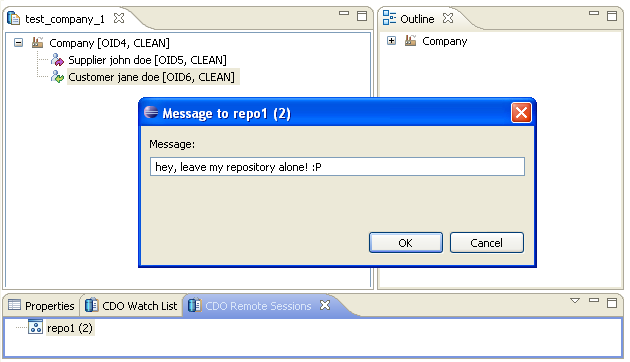 test_company_1
Outline
Company [OID4, CLEAN]
Supplier john doe [OID5, CLEAN]
Customer jane doe [OID6, CLEAN]
Company
Message to repo1 (2)
Message:
hey, leave my repository alone! :P
OK Cancel
Properties CDO Watch List CDO Remote Sessions
repo1 (2)